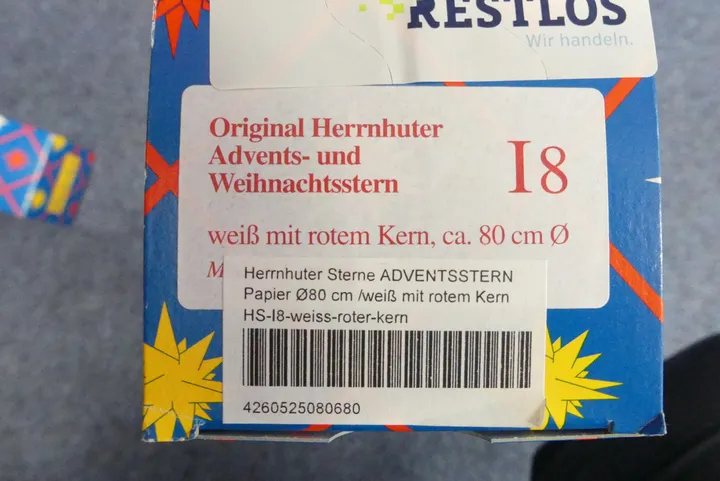 RESTLOS
Wir handeln.
Original Herrnhuter
Advents- und
Weihnachtsstern
I8
weiß mit rotem Kern, ca. 80 cm Ø
Herrnhuter Sterne ADVENTSSTERN
Papier Ø80 cm /weiß mit rotem Kern
HS-I8-weiss-roter-kern
4260525080680